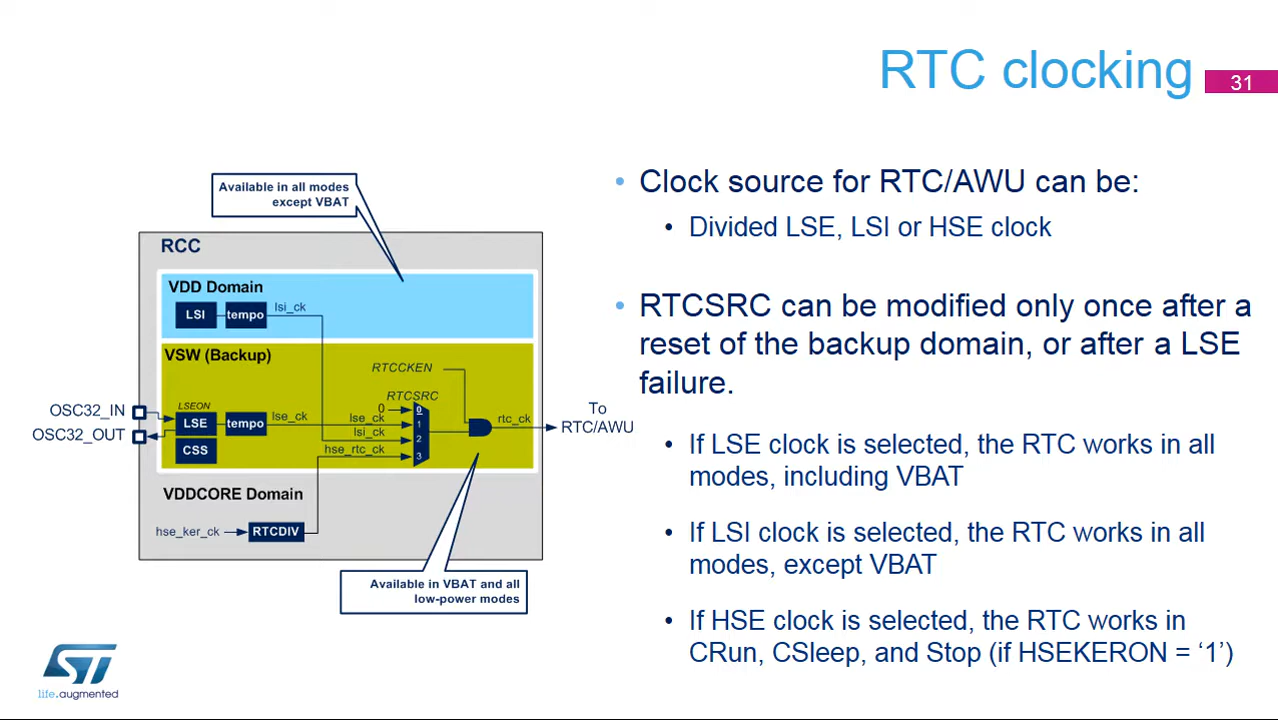 RTC clocking
31
Available in all modes
except VBAT
RCC
VDD Domain
LSI
tempo
lsi_ck
VSW (Backup)
RTCCKEN
LSEON
RTCSRC
OSC32_IN
OSC32_OUT
LSE
tempo
lse_ck
CSS
0
lse_ck
lsi_ck
hse_rtc_ck
0
1
2
3
rtc_ck
To
RTC/AWU
VDDCORE Domain
hse_ker_ck
RTCDIV
Available in VBAT and all
low-power modes
• Clock source for RTC/AWU can be:
• Divided LSE, LSI or HSE clock
• RTCSRC can be modified only once after a
reset of the backup domain, or after a LSE
failure.
• If LSE clock is selected, the RTC works in all
modes, including VBAT
• If LSI clock is selected, the RTC works in all
modes, except VBAT
• If HSE clock is selected, the RTC works in
CRun, CSleep, and Stop (if HSEKERON = ‘1’)
ST
life.augmented